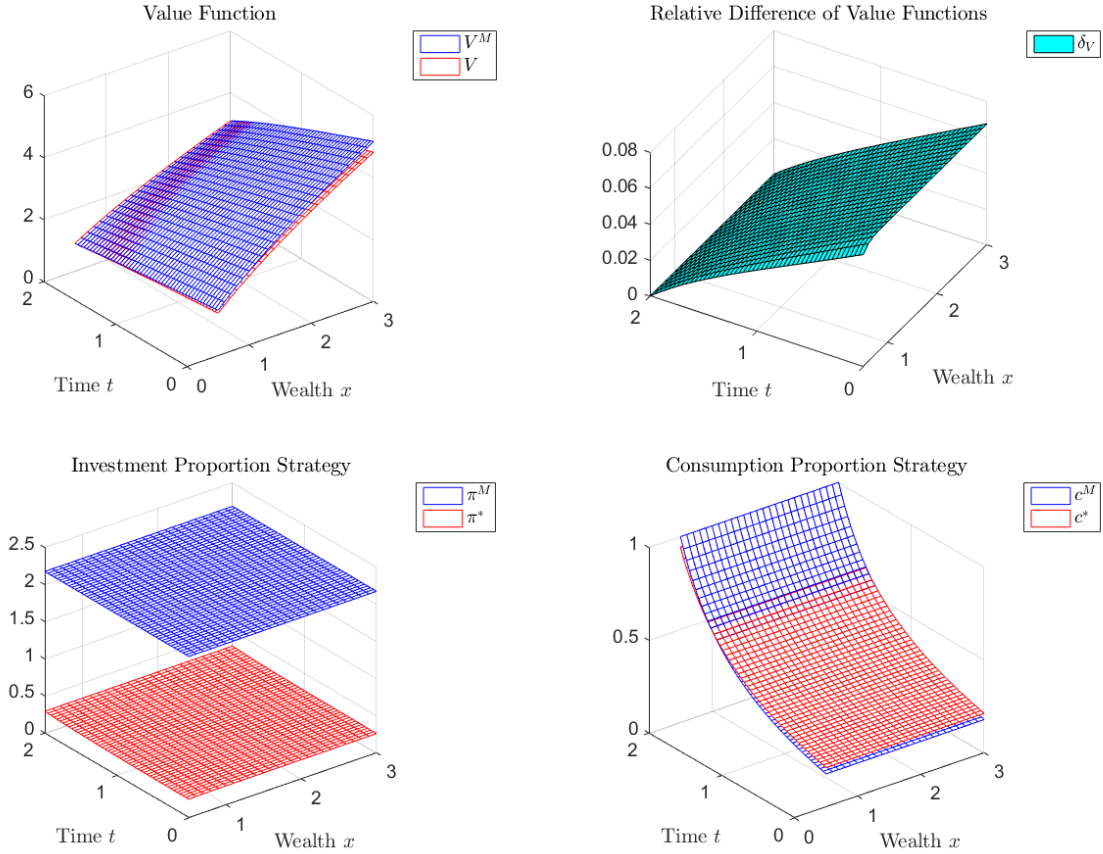 Value Function
V^M
V
6
4
2
0
2
1
0
0
1
2
3
Time t
Wealth x
Relative Difference of Value Functions
δ_V
0.08
0.06
0.04
0.02
0
2
1
0
1
2
3
Time t
Wealth x
Investment Proportion Strategy
π^M
π^*
2.5
2
1.5
1
0.5
0
2
1
0
1
2
3
Time t
Wealth x
Consumption Proportion Strategy
c^M
c^*
1
0.5
0
2
1
0
0
1
2
3
Time t
Wealth x